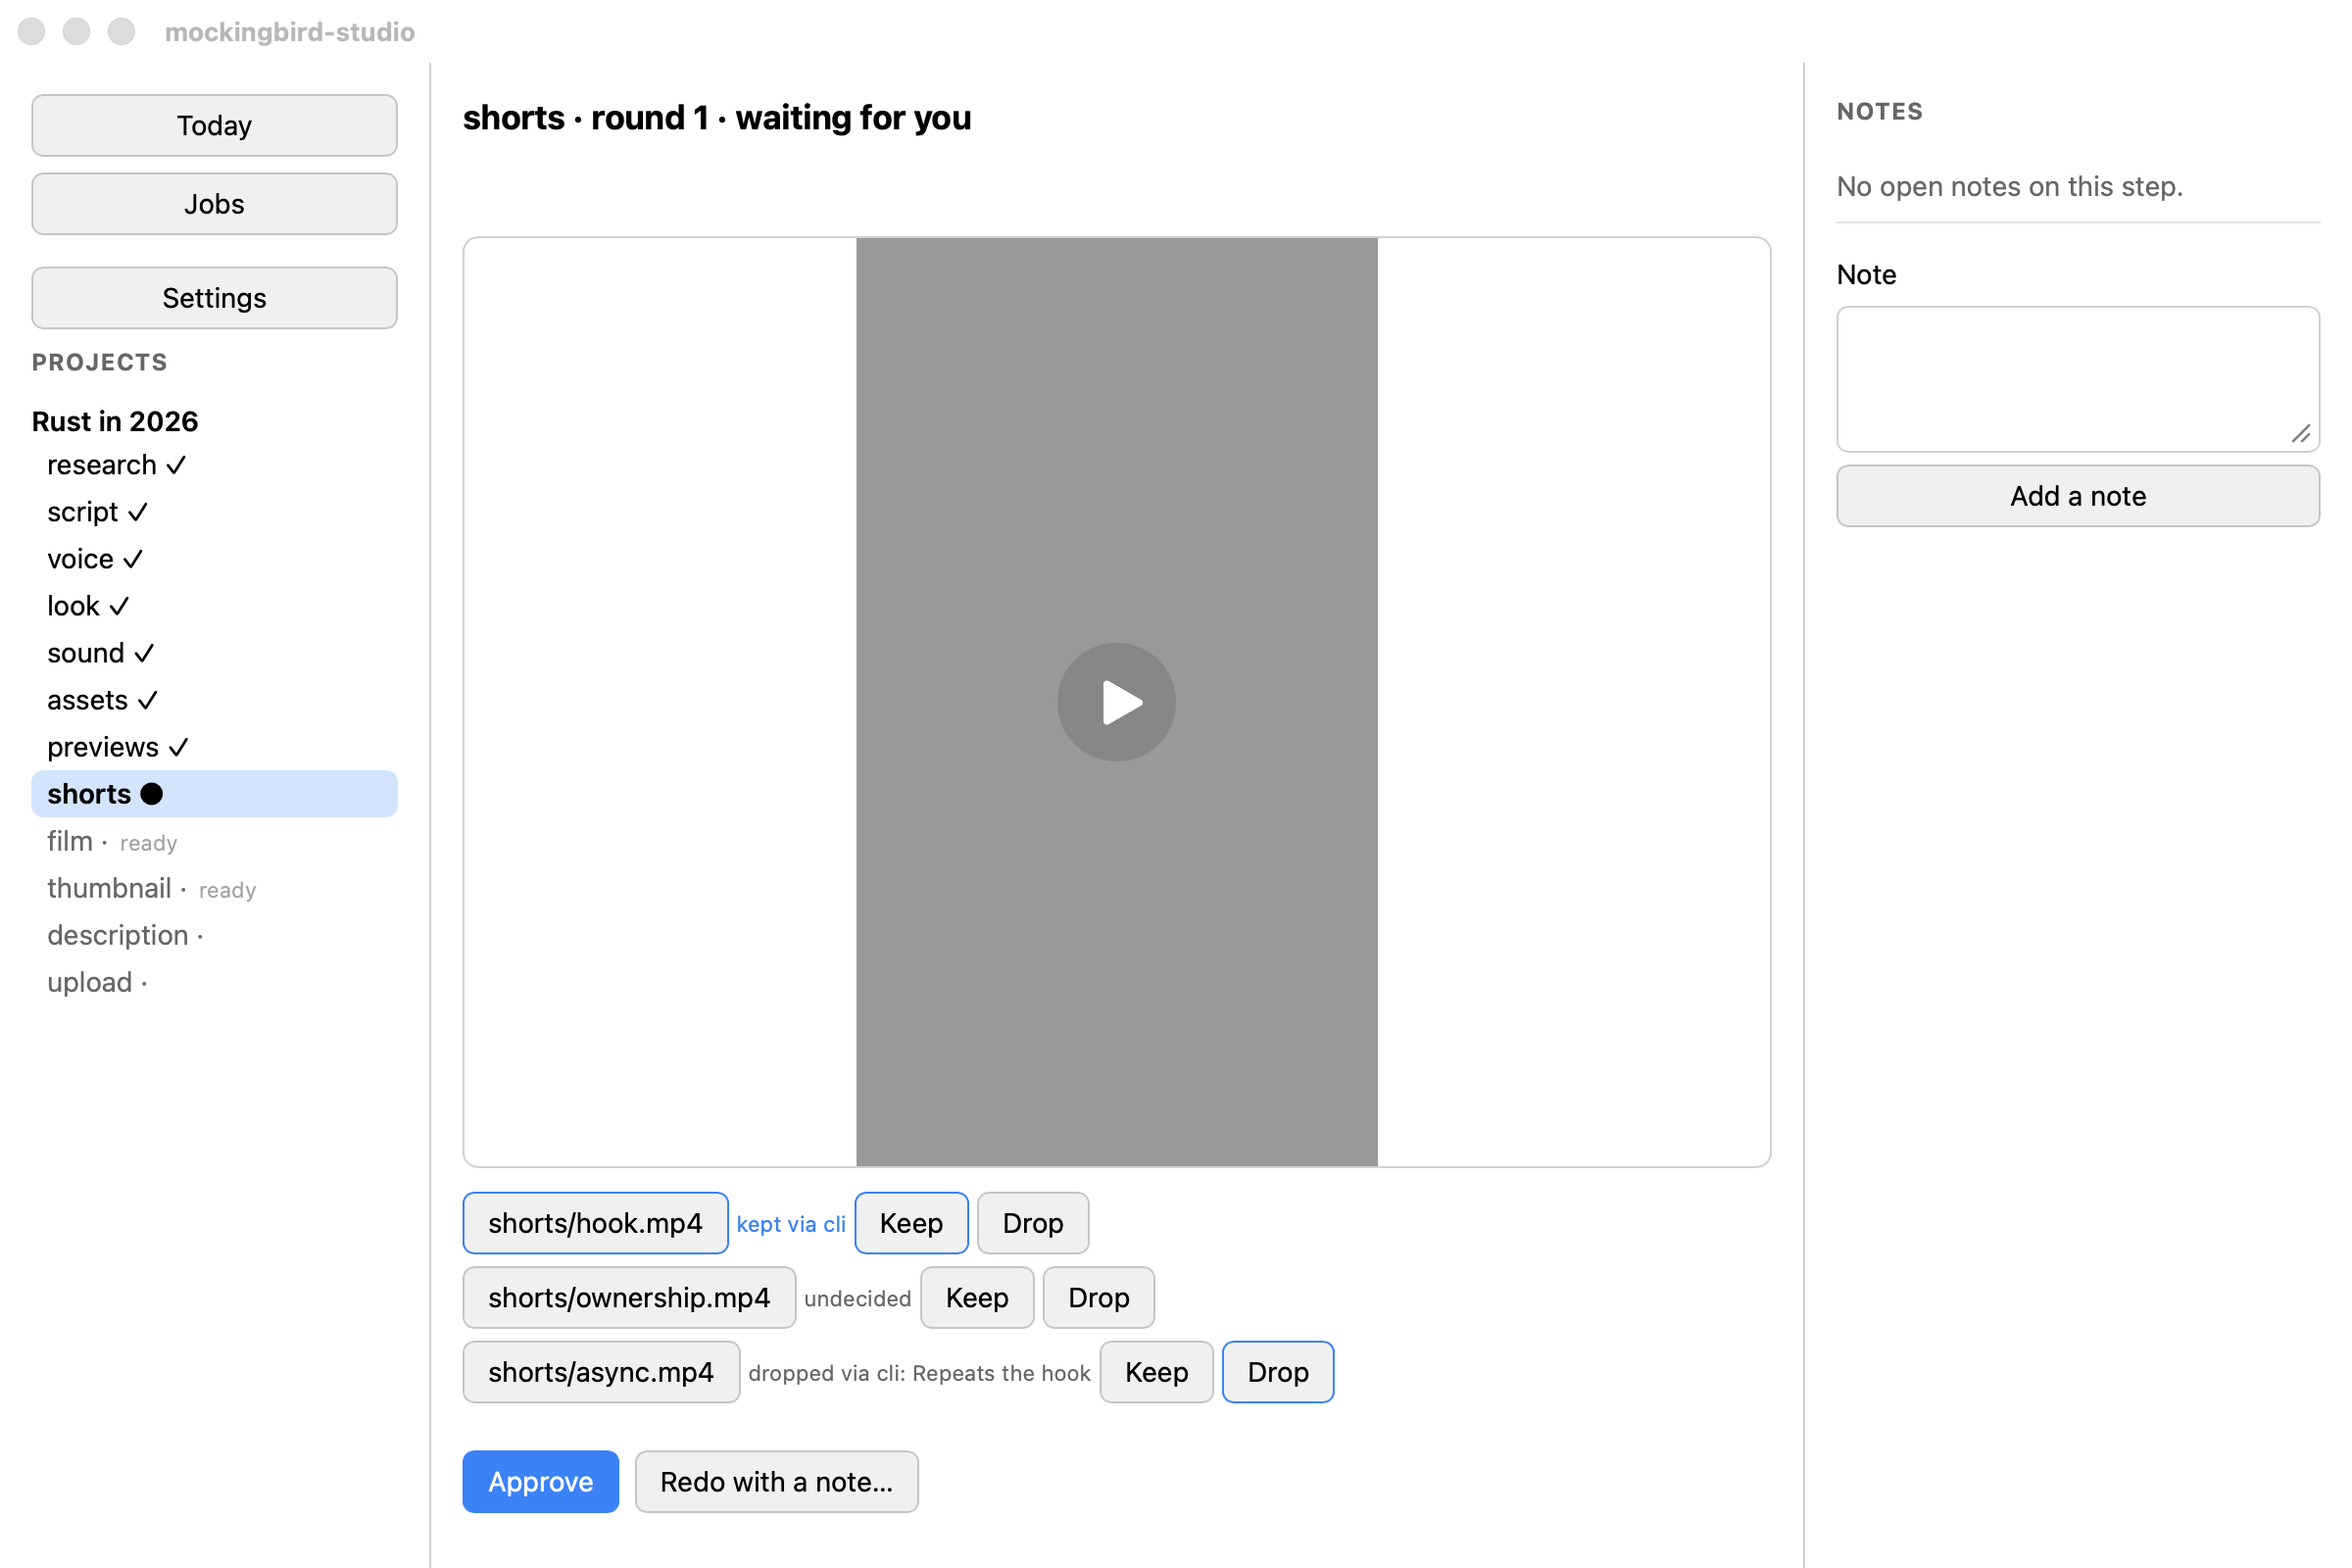 mockingbird-studio
Today
Jobs
Settings
PROJECTS
Rust in 2026
research ✓
script ✓
voice ✓
look ✓
sound ✓
assets ✓
previews ✓
shorts ●
film · ready
thumbnail · ready
description ·
upload ·
shorts · round 1 · waiting for you
shorts/hook.mp4 kept via cli Keep Drop
shorts/ownership.mp4 undecided Keep Drop
shorts/async.mp4 dropped via cli: Repeats the hook Keep Drop
Approve Redo with a note...
NOTES
No open notes on this step.
Note
Add a note